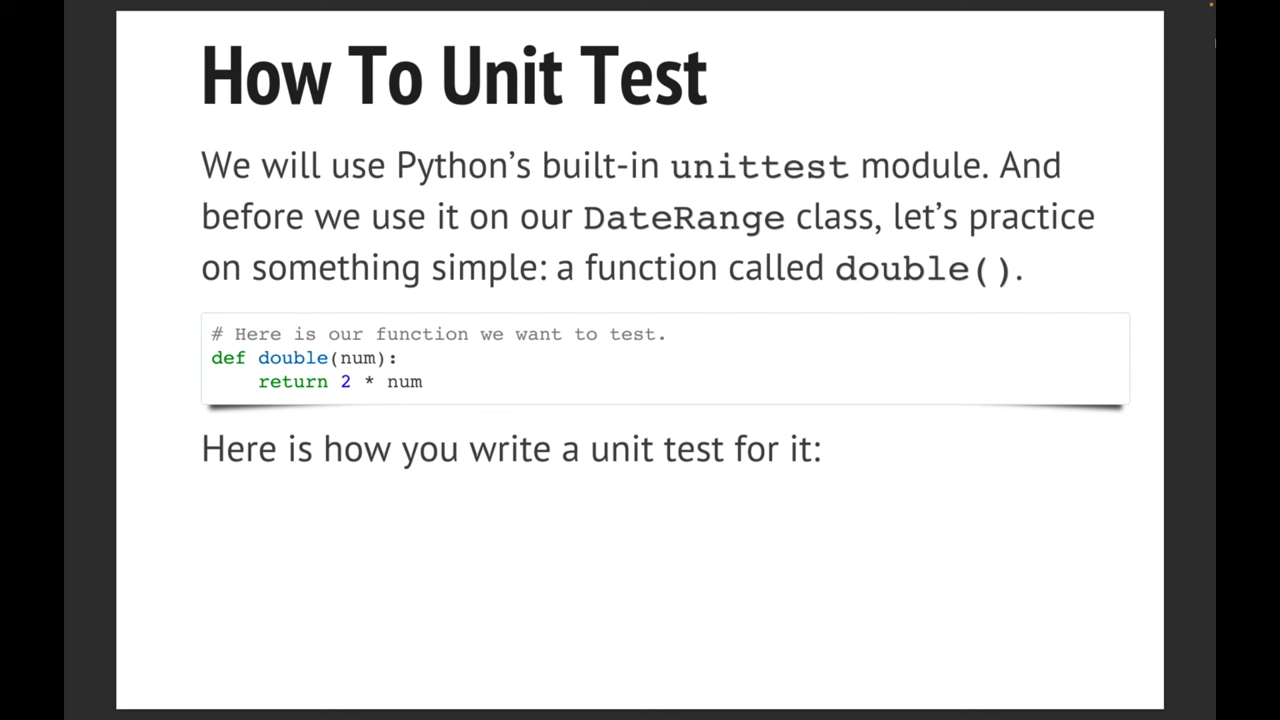 How To Unit Test
We will use Python’s built-in unittest module. And
before we use it on our DateRange class, let’s practice
on something simple: a function called double().
# Here is our function we want to test.
def double(num):
    return 2 * num
Here is how you write a unit test for it: